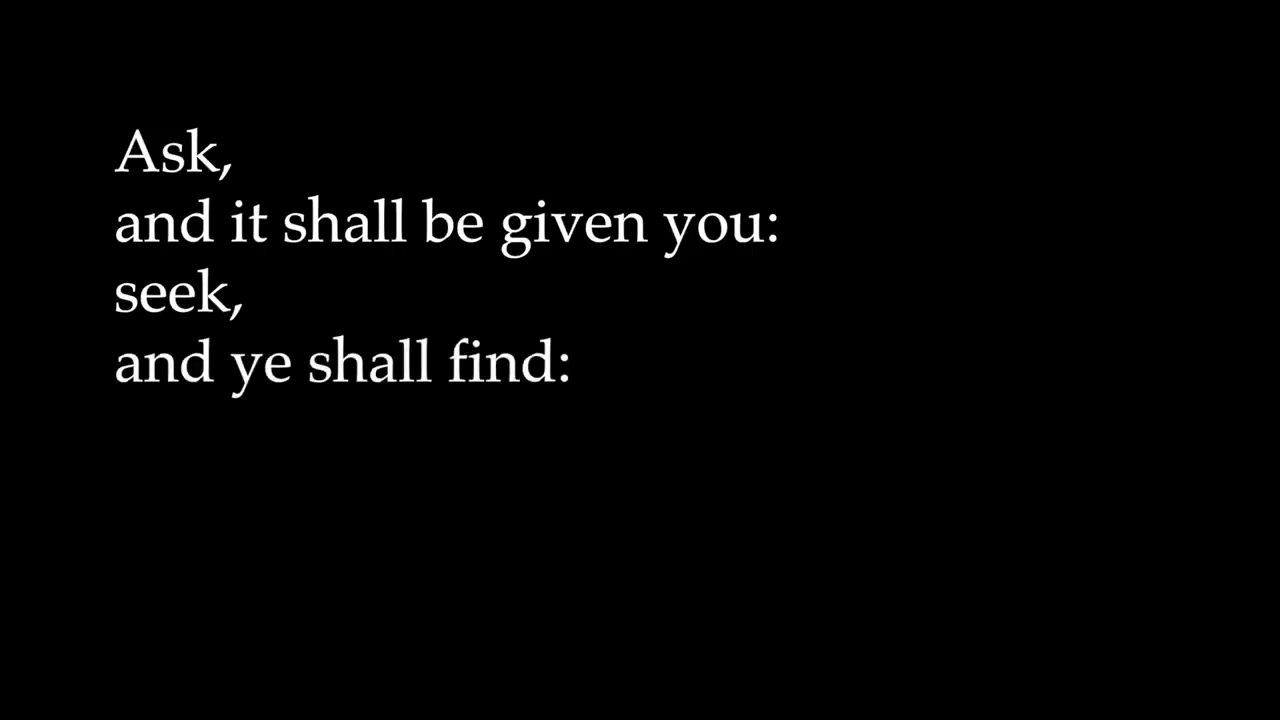 Ask,
and it shall be given you:
seek,
and ye shall find: